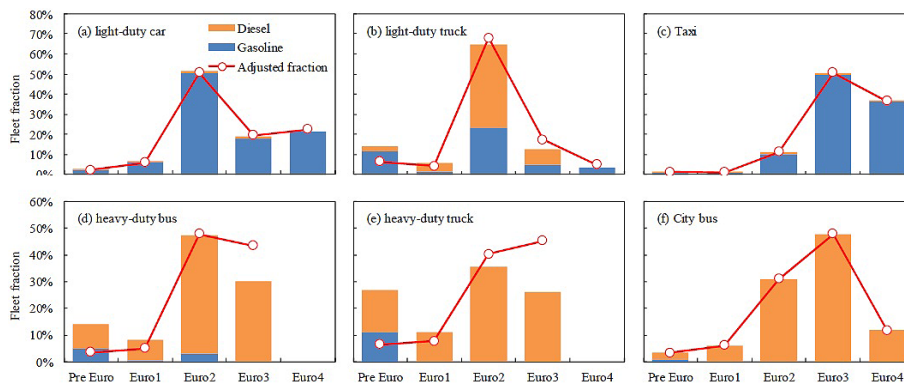 80%
70%
60%
50%
40%
30%
20%
10%
0%
Fleet fraction
(a) light-duty car
Diesel
Gasoline
Adjusted fraction
(b) light-duty truck
(c) Taxi
60%
50%
40%
30%
20%
10%
0%
Fleet fraction
(d) heavy-duty bus
(e) heavy-duty truck
(f) City bus
Pre Euro Euro1 Euro2 Euro3 Euro4
Pre Euro Euro1 Euro2 Euro3 Euro4
Pre Euro Euro1 Euro2 Euro3 Euro4